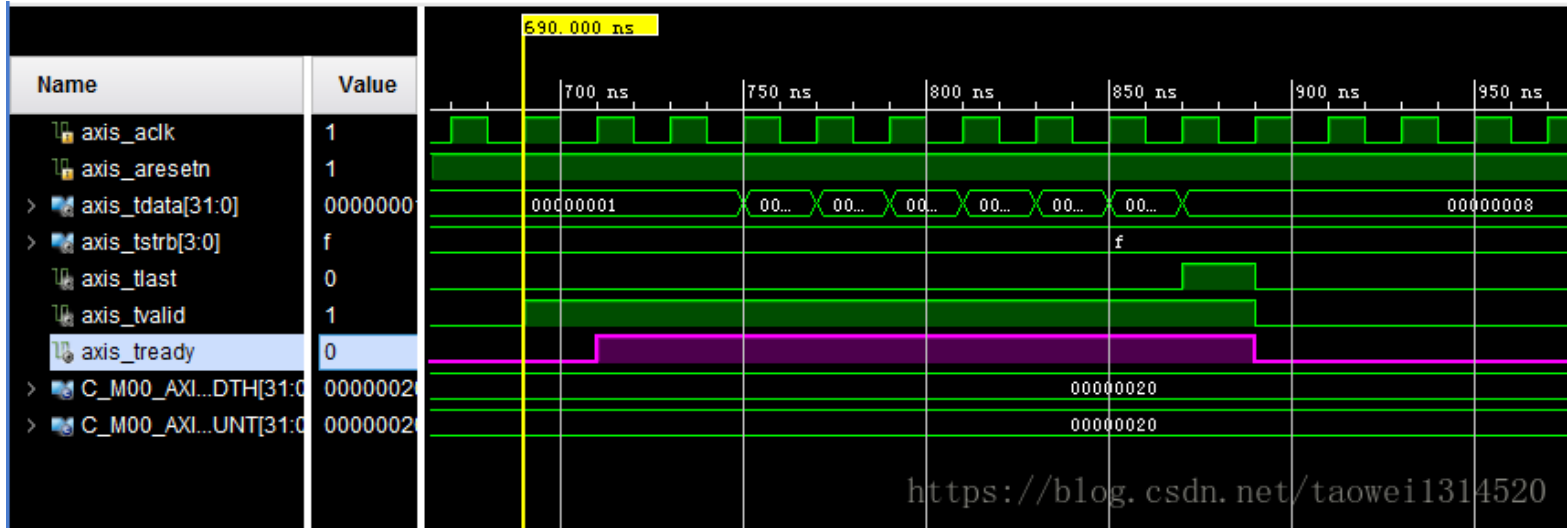 690.000 ns
Name Value
700 ns 750 ns 800 ns 850 ns 900 ns 950 ns
axis_aclk 1
axis_aresetn 1
> axis_tdata[31:0] 00000001 00000001 00... 00... 00... 00... 00... 00... 00000008
> axis_tstrb[3:0] f f
axis_tlast 0
axis_tvalid 1
axis_tready 0
> C_M00_AXI...DTH[31:0 00000020 00000020
> C_M00_AXI...UNT[31:0 00000020 00000020
https://blog.csdn.net/taowei1314520